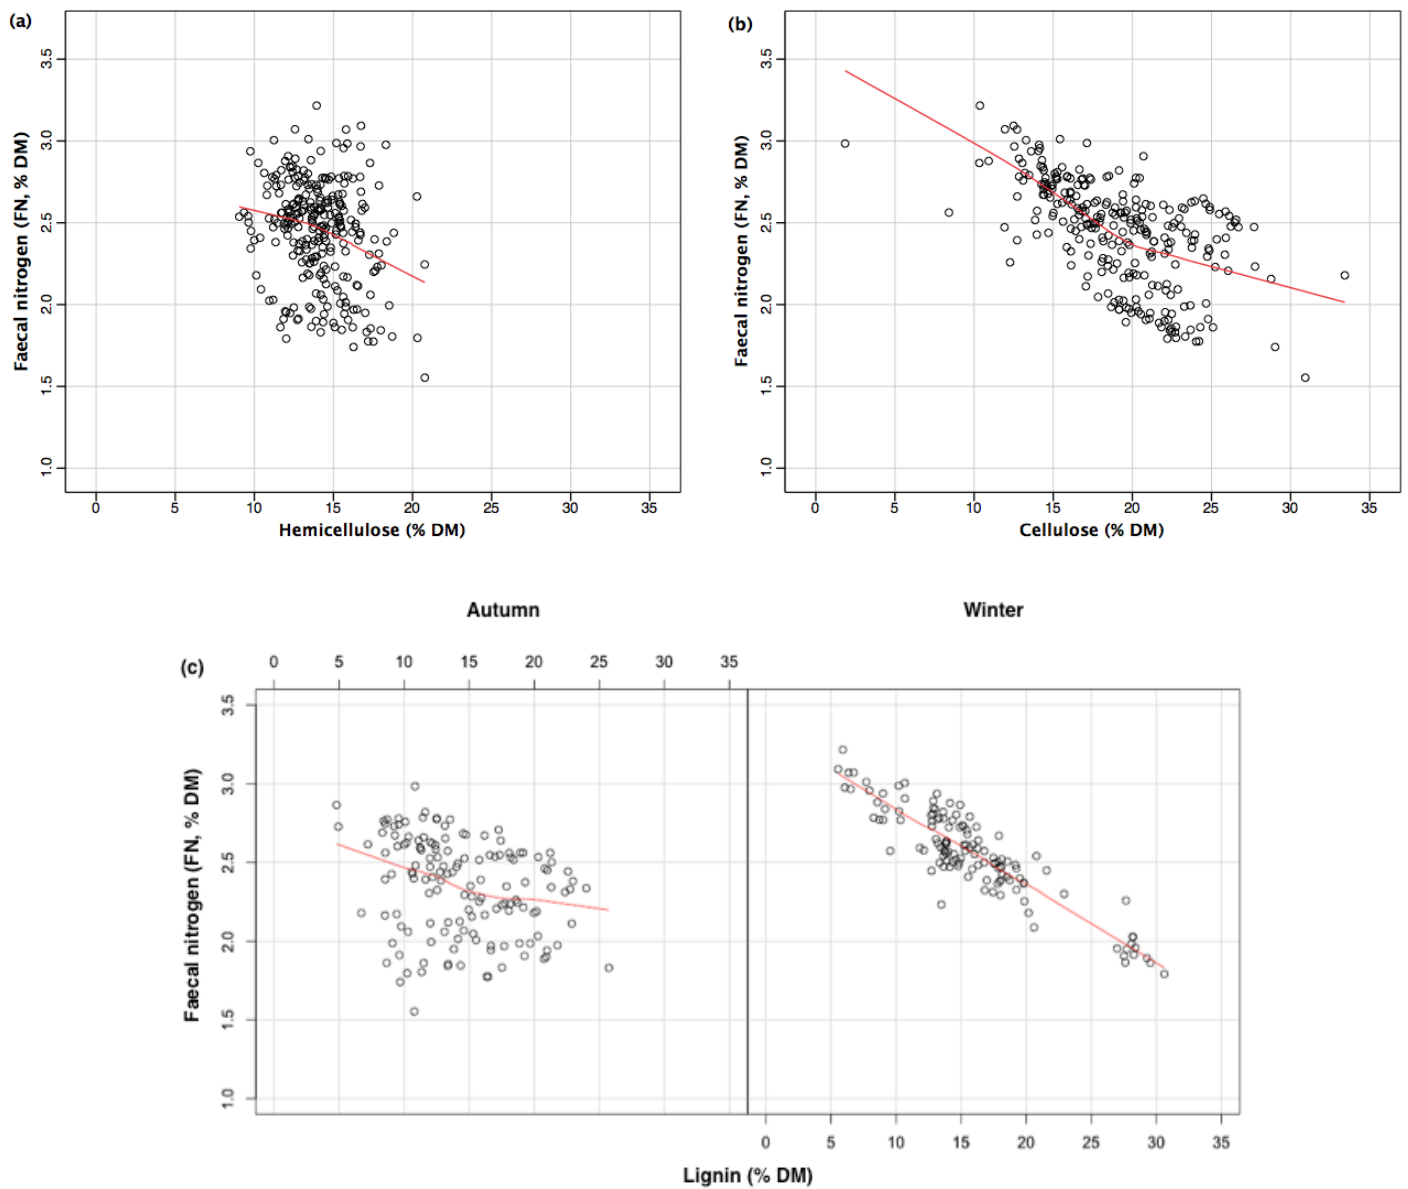 (a)
(b)
3.5
3.0
2.5
2.0
1.5
1.0
Faecal nitrogen (FN, % DM)
0 5 10 15 20 25 30 35
Hemicellulose (% DM)
3.5
3.0
2.5
2.0
1.5
1.0
Faecal nitrogen (FN, % DM)
0 5 10 15 20 25 30 35
Cellulose (% DM)
Autumn
Winter
(c)
0 5 10 15 20 25 30 35
3.5
3.0
2.5
2.0
1.5
1.0
Faecal nitrogen (FN, % DM)
0 5 10 15 20 25 30 35
Lignin (% DM)